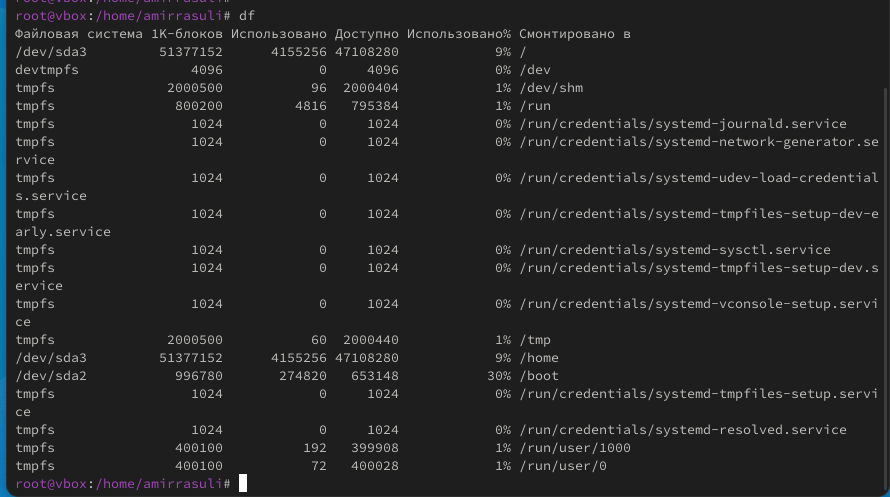 root@vbox:/home/amirrasuli# df
Файловая система 1K-блоков Использовано Доступно Использовано% Смонтировано в
/dev/sda3 51377152 4155256 47108280 9% /
devtmpfs 4096 0 4096 0% /dev
tmpfs 2000500 96 2000404 1% /dev/shm
tmpfs 800200 4816 795384 1% /run
tmpfs 1024 0 1024 0% /run/credentials/systemd-journald.service
tmpfs 1024 0 1024 0% /run/credentials/systemd-network-generator.se
rvice
tmpfs 1024 0 1024 0% /run/credentials/systemd-udev-load-credential
s.service
tmpfs 1024 0 1024 0% /run/credentials/systemd-tmpfiles-setup-dev-e
arly.service
tmpfs 1024 0 1024 0% /run/credentials/systemd-sysctl.service
tmpfs 1024 0 1024 0% /run/credentials/systemd-tmpfiles-setup-dev.s
ervice
tmpfs 1024 0 1024 0% /run/credentials/systemd-vconsole-setup.servi
ce
tmpfs 2000500 60 2000440 1% /tmp
/dev/sda3 51377152 4155256 47108280 9% /home
/dev/sda2 996780 274820 653148 30% /boot
tmpfs 1024 0 1024 0% /run/credentials/systemd-tmpfiles-setup.servi
ce
tmpfs 1024 0 1024 0% /run/credentials/systemd-resolved.service
tmpfs 400100 192 399908 1% /run/user/1000
tmpfs 400100 72 400028 1% /run/user/0
root@vbox:/home/amirrasuli#